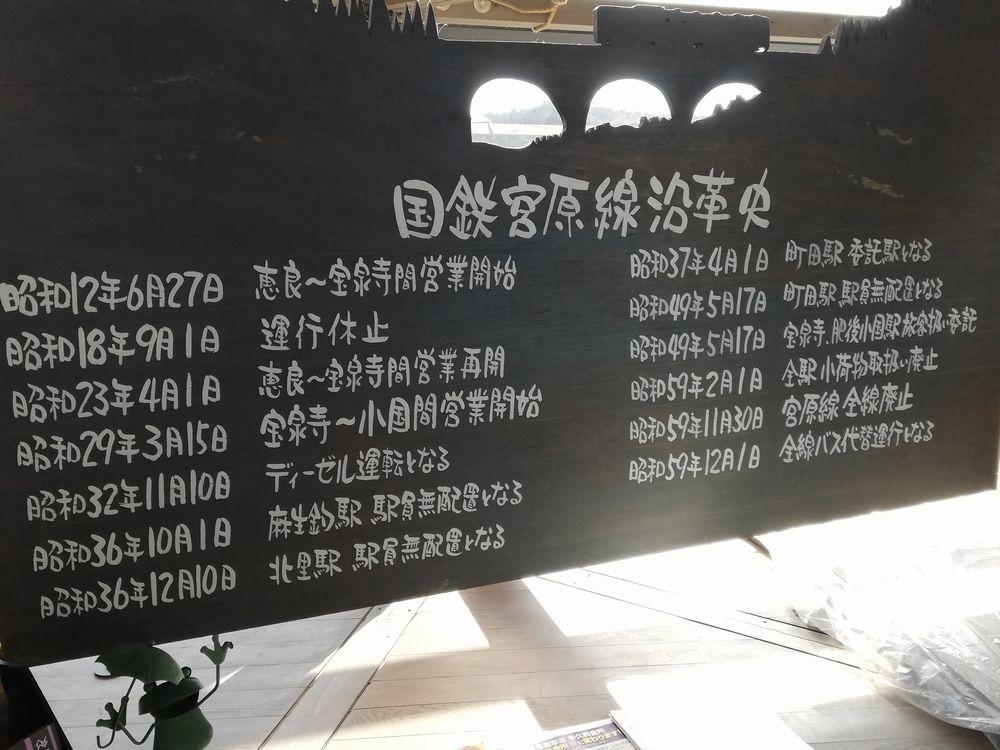 国鉄宮原線沿革史
昭和12年6月27日 恵良～宝泉寺間営業開始
昭和18年9月1日 運行休止
昭和23年4月1日 恵良～宝泉寺間営業再開
昭和29年3月15日 宝泉寺～小国間営業開始
昭和32年11月10日 ディーゼル運転となる
昭和36年10月1日 麻生釣駅 駅員無配置となる
昭和36年12月10日 北里駅 駅員無配置となる
昭和37年4月1日 町田駅 委託駅となる
昭和49年5月17日 町田駅 駅員無配置となる
昭和49年5月17日 宝泉寺、肥後小国駅旅客扱い委託
昭和59年2月1日 全駅小荷物取扱い廃止
昭和59年11月30日 宮原線全線廃止
昭和59年12月1日 全線バス代替運行となる